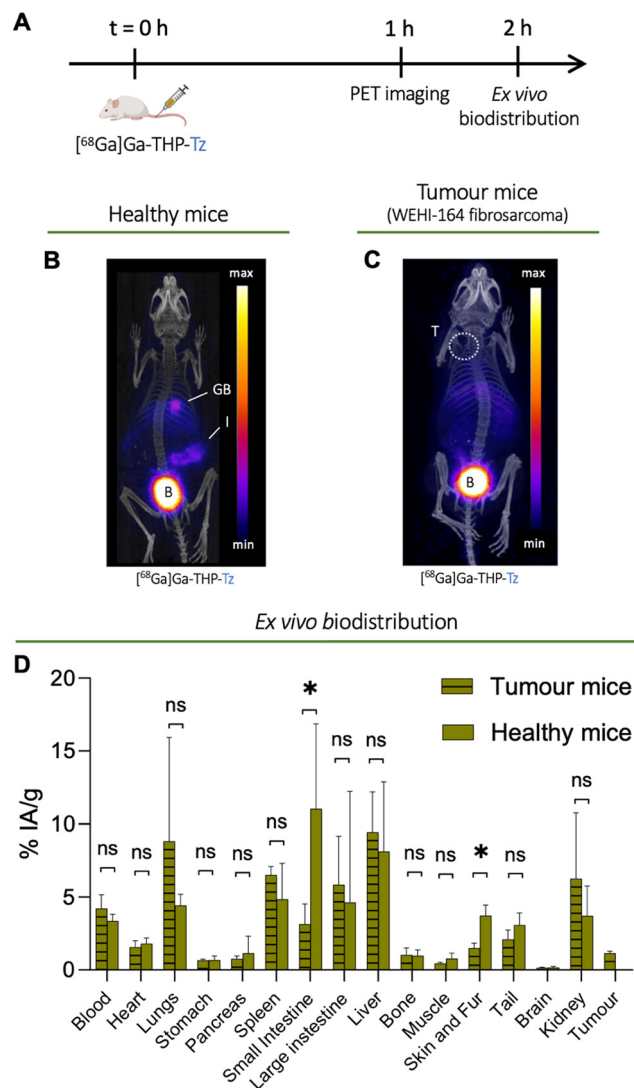 A
t = 0 h
1 h
2 h
PET imaging
Ex vivo
biodistribution
[⁶⁸Ga]Ga-THP-Tz
Healthy mice
Tumour mice
(WEHI-164 fibrosarcoma)
B
max
GB
I
B
min
[⁶⁸Ga]Ga-THP-Tz
C
max
T
B
min
[⁶⁸Ga]Ga-THP-Tz
Ex vivo biodistribution
D
% IA/g
20
15
10
5
0
Tumour mice
Healthy mice
ns
ns
ns
ns
ns
ns
*
ns
ns
ns
ns
*
ns
ns
Blood
Heart
Lungs
Stomach
Pancreas
Spleen
Small Intestine
Large instestine
Liver
Bone
Muscle
Skin and Fur
Tail
Brain
Kidney
Tumour